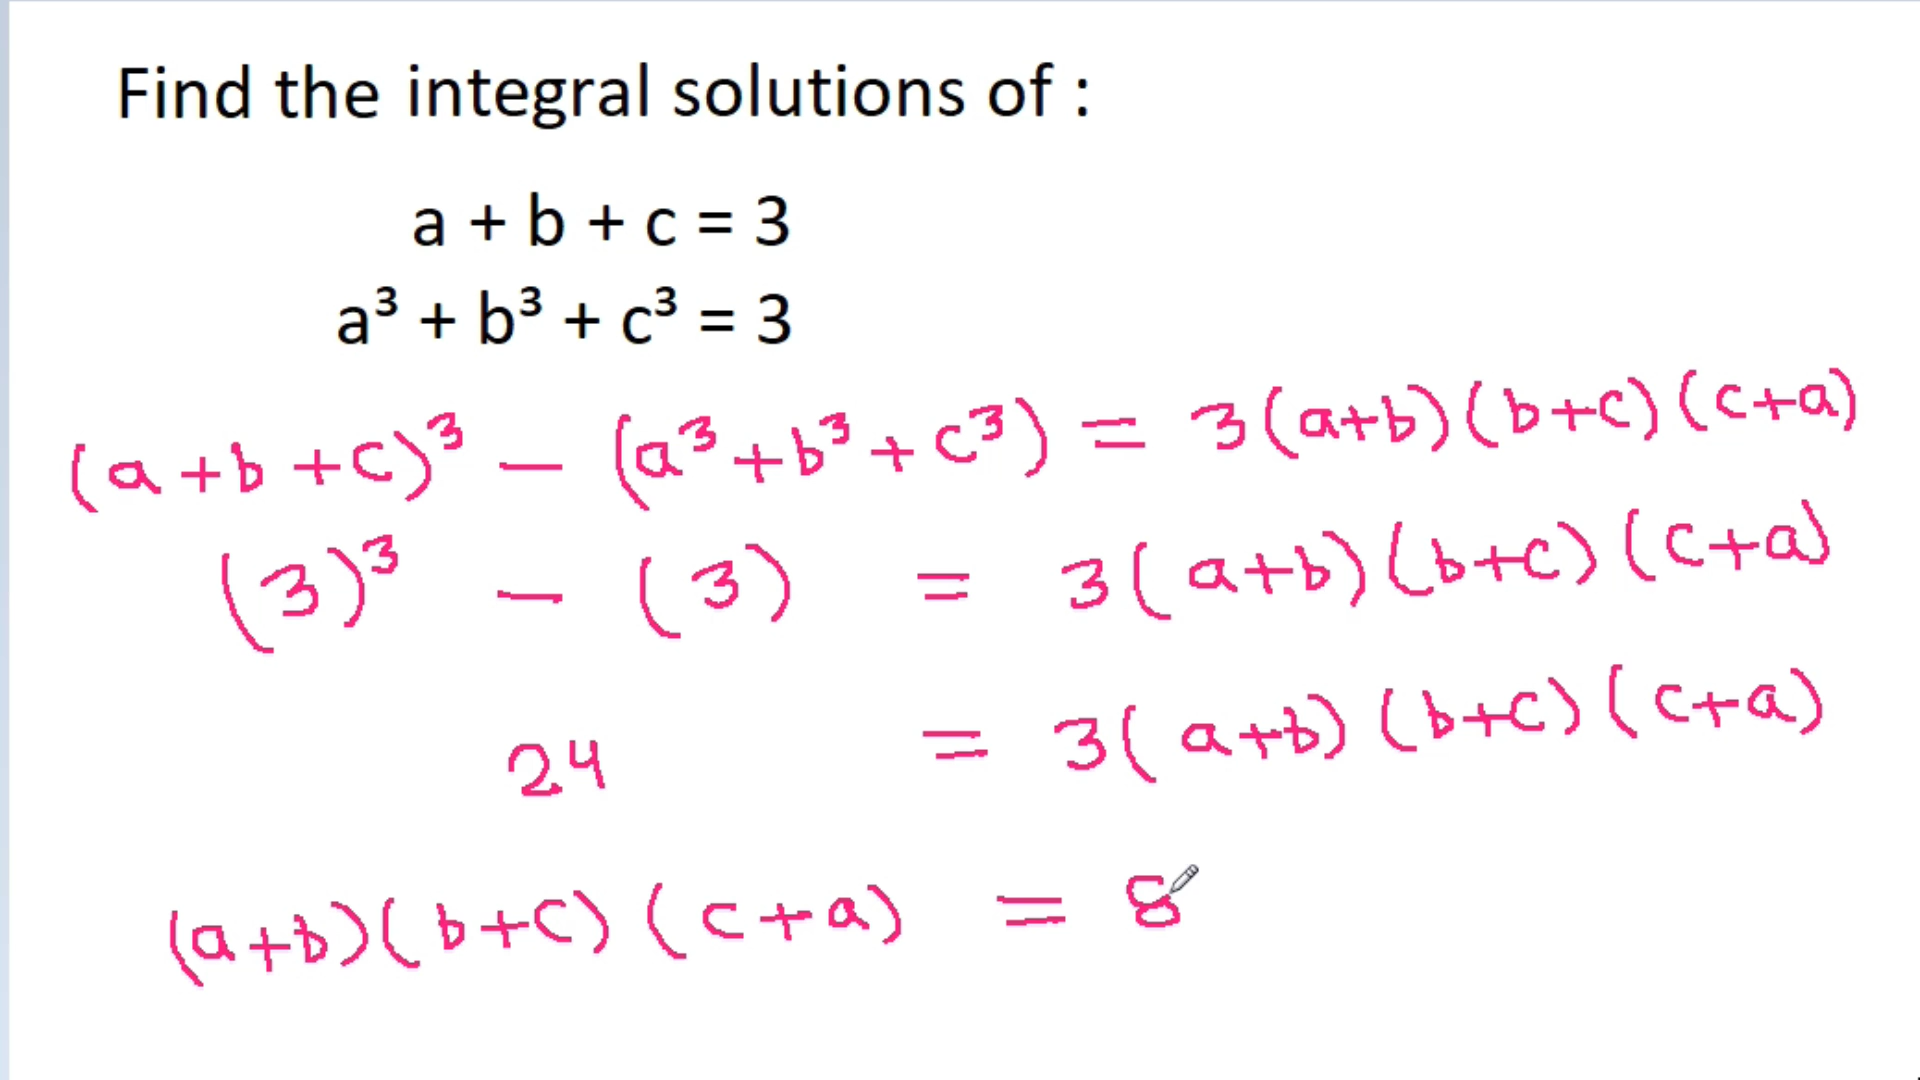 Find the integral solutions of :
a + b + c = 3
a³ + b³ + c³ = 3
(a+b+c)³ – (a³+b³+c³) = 3(a+b)(b+c)(c+a)
(3)³ – (3) = 3(a+b)(b+c)(c+a)
24 = 3(a+b)(b+c)(c+a)
(a+b)(b+c)(c+a) = 8